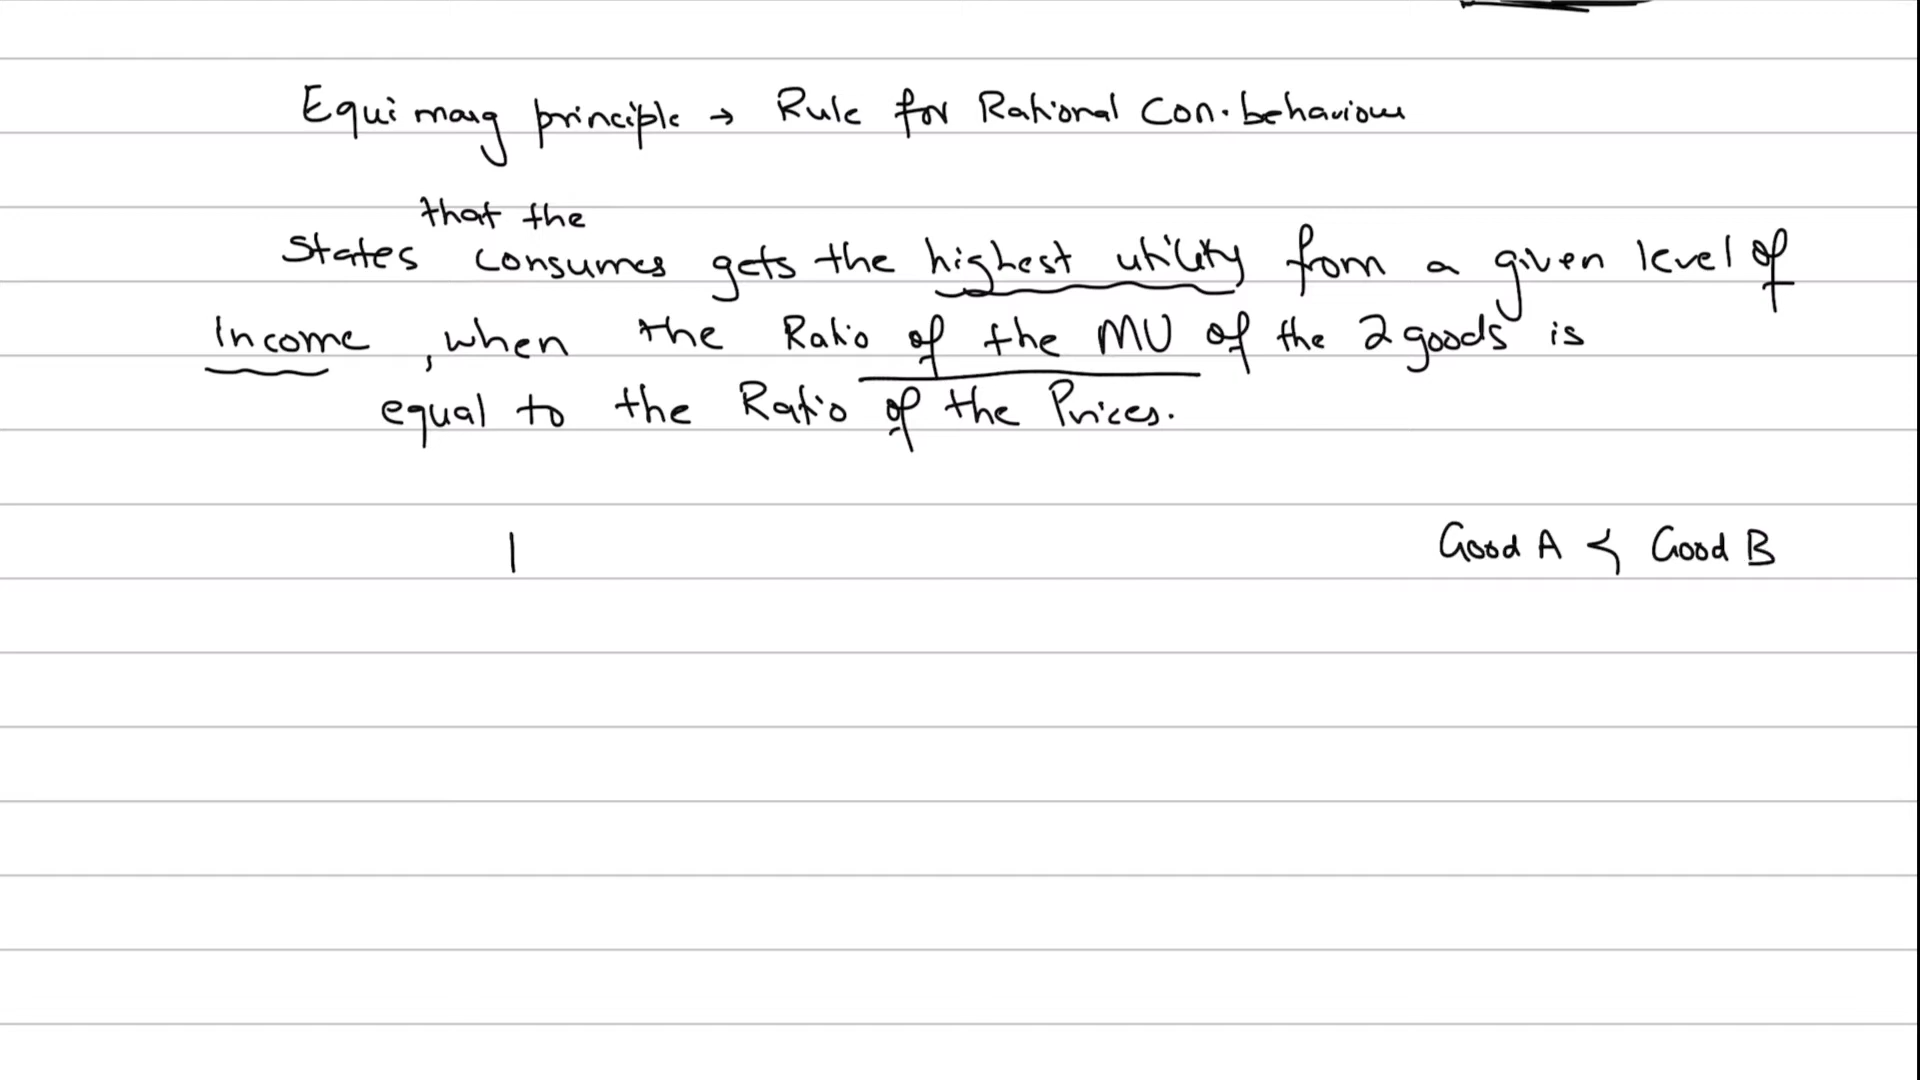 Equi marg principle → Rule for Rational Con. behaviour
that the
States consumer gets the highest utility from a given level of
Income, when the Ratio of the MU of the 2 goods is
equal to the Ratio of the Prices.
Good A < Good B